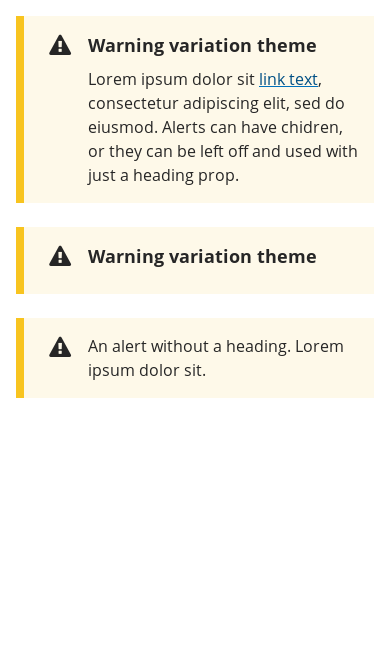 Warning variation theme
Lorem ipsum dolor sit link text,
consectetur adipiscing elit, sed do
eiusmod. Alerts can have chidren,
or they can be left off and used with
just a heading prop.
Warning variation theme
An alert without a heading. Lorem
ipsum dolor sit.